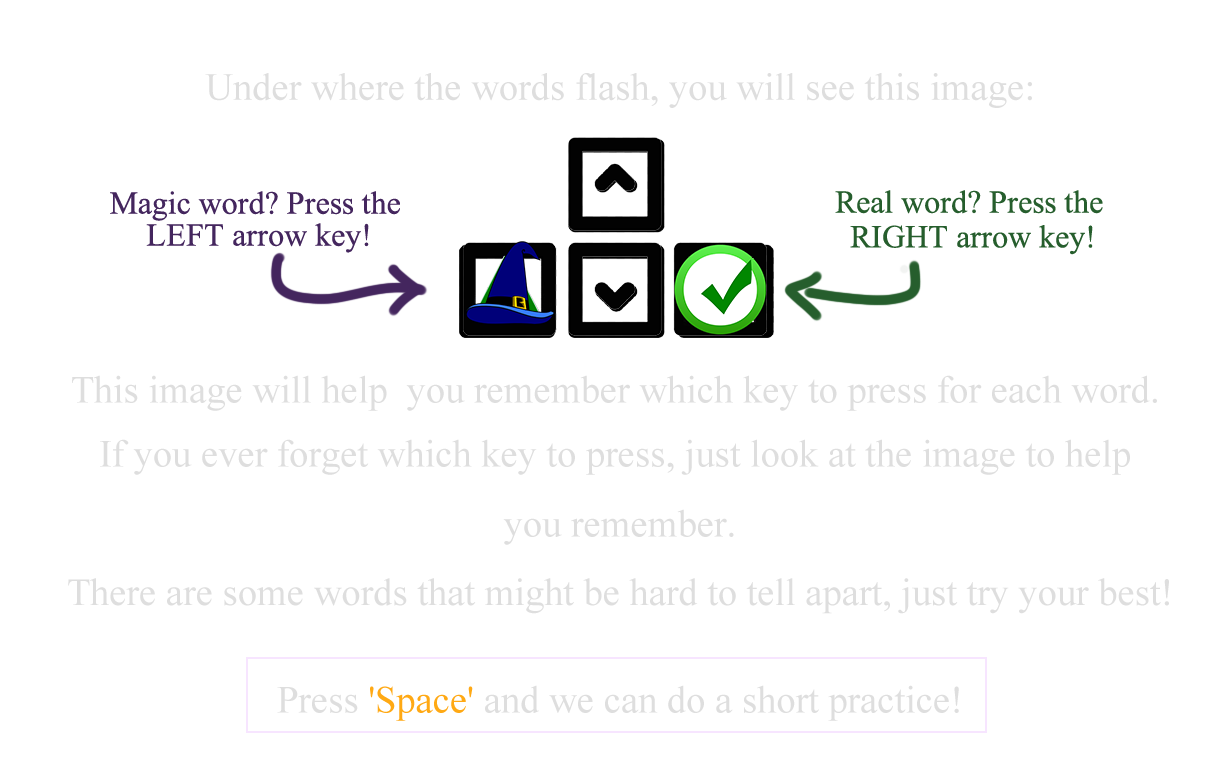 Under where the words flash, you will see this image:
Magic word? Press the
LEFT arrow key!
Real word? Press the
RIGHT arrow key!
This image will help  you remember which key to press for each word.
If you ever forget which key to press, just look at the image to help
you remember.
There are some words that might be hard to tell apart, just try your best!
Press 'Space' and we can do a short practice!